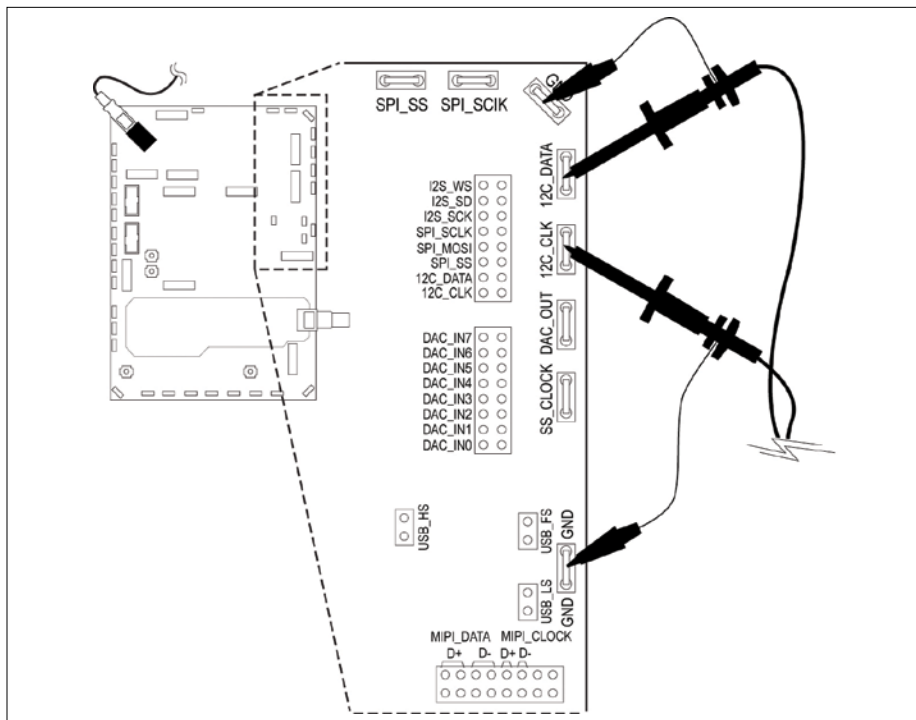 SPI_SS SPI_SCIK
GND
12C_DATA
I2S_WS
I2S_SD
I2S_SCK
SPI_SCLK
SPI_MOSI
SPI_SS
12C_DATA
12C_CLK
12C_CLK
DAC_OUT
DAC_IN7
DAC_IN6
DAC_IN5
DAC_IN4
DAC_IN3
DAC_IN2
DAC_IN1
DAC_IN0
SS_CLOCK
USB_HS
USB_FS
GND
USB_LS
GND
MIPI_DATA MIPI_CLOCK
D+ D- D+ D-